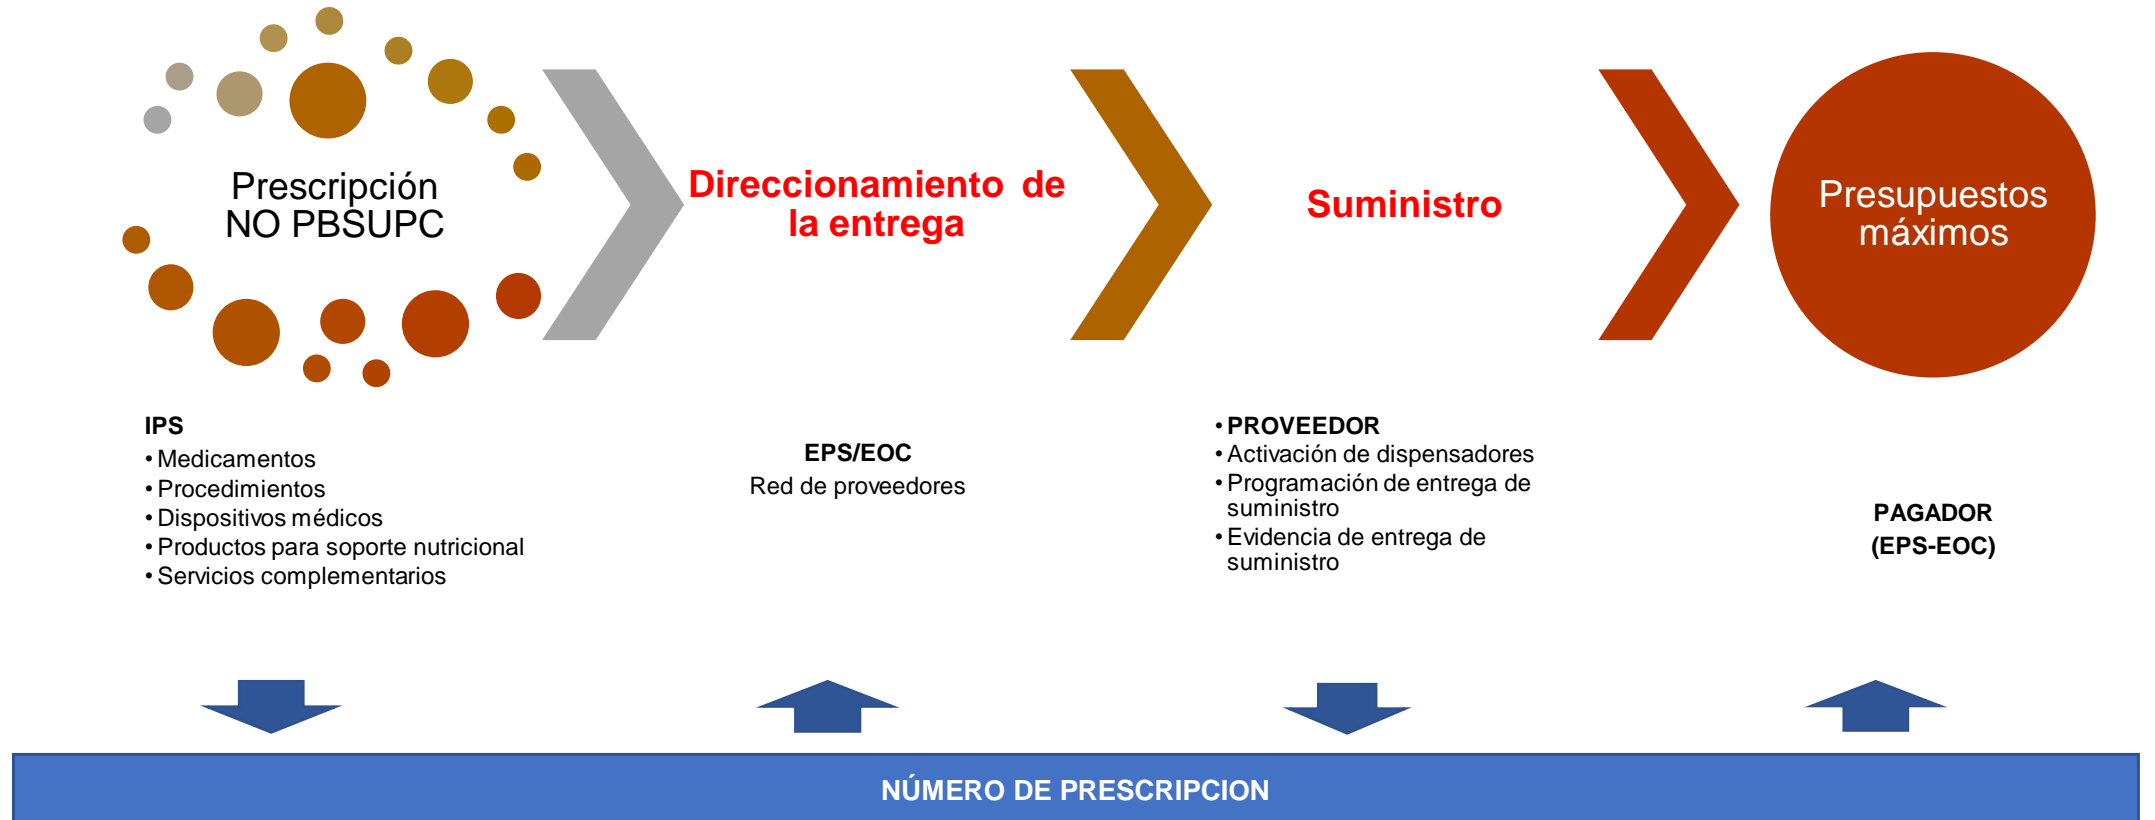 Prescripción
NO PBSUPC
Direccionamiento de
la entrega
Suministro
Presupuestos
máximos
IPS
• Medicamentos
• Procedimientos
• Dispositivos médicos
• Productos para soporte nutricional
• Servicios complementarios
EPS/EOC
Red de proveedores
• PROVEEDOR
• Activación de dispensadores
• Programación de entrega de
suministro
• Evidencia de entrega de
suministro
PAGADOR
(EPS-EOC)
NÚMERO DE PRESCRIPCION